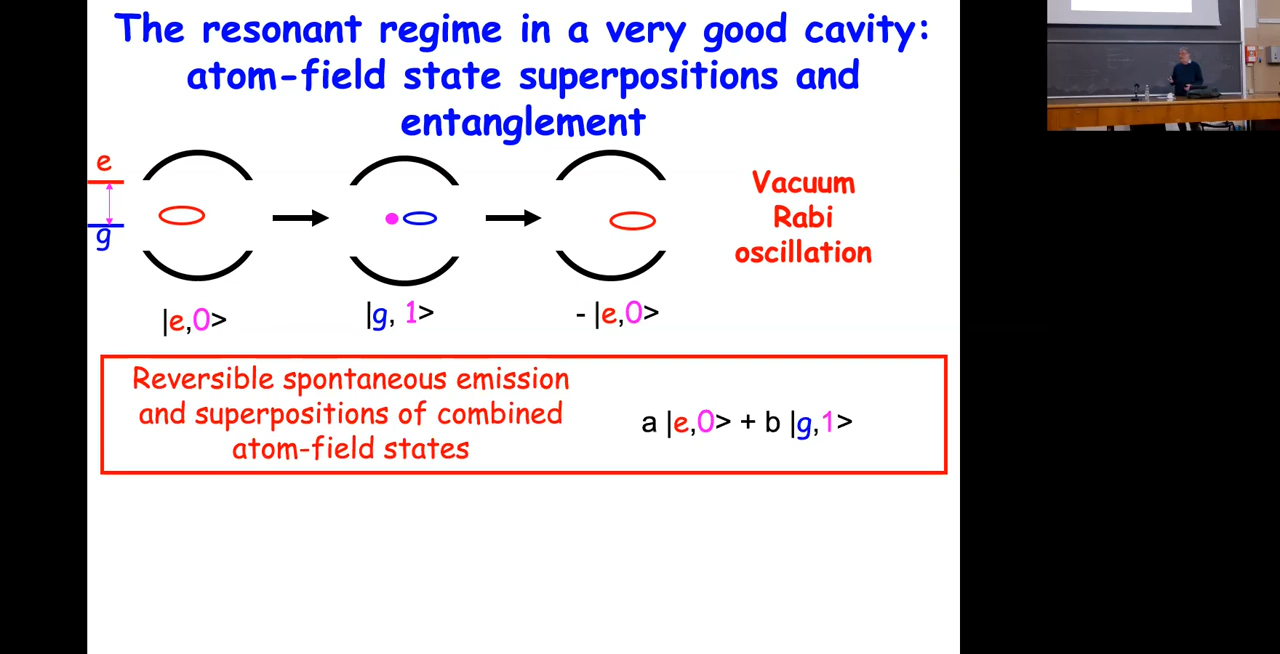 The resonant regime in a very good cavity:
atom-field state superpositions and
entanglement
e
g
Vacuum
Rabi
oscillation
|e,0>
|g, 1>
- |e,0>
Reversible spontaneous emission
and superpositions of combined
atom-field states
a |e,0> + b |g,1>